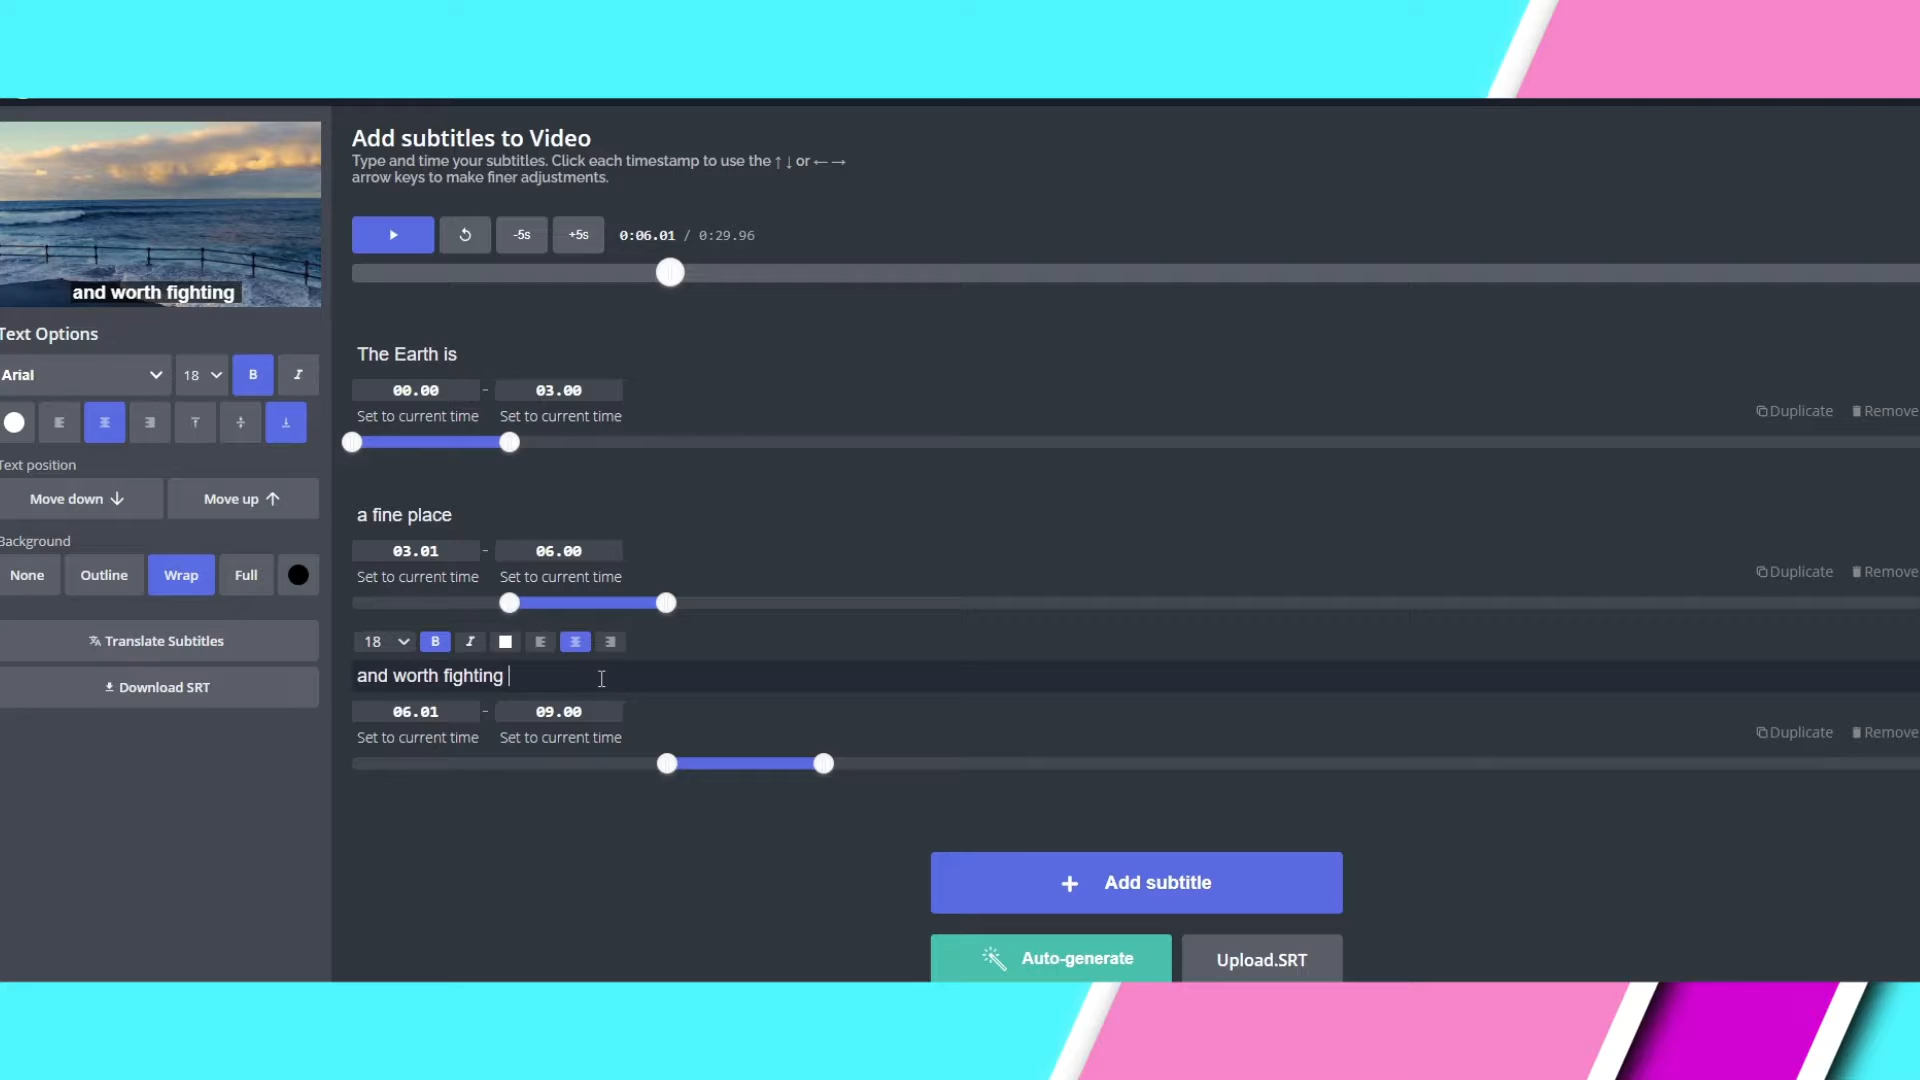 Add subtitles to Video
Type and time your subtitles. Click each timestamp to use the ↑ ↓ or ← →
arrow keys to make finer adjustments.
-5s
+5s
0:06.01 / 0:29.96
and worth fighting
Text Options
Arial
18
B
I
Text position
Move down ↓
Move up ↑
Background
None
Outline
Wrap
Full
Translate Subtitles
Download SRT
The Earth is
00.00 - 03.00
Set to current time
Set to current time
Duplicate
Remove
a fine place
03.01 - 06.00
Set to current time
Set to current time
Duplicate
Remove
18
B
I
and worth fighting
06.01 - 09.00
Set to current time
Set to current time
Duplicate
Remove
+ Add subtitle
Auto-generate
Upload.SRT